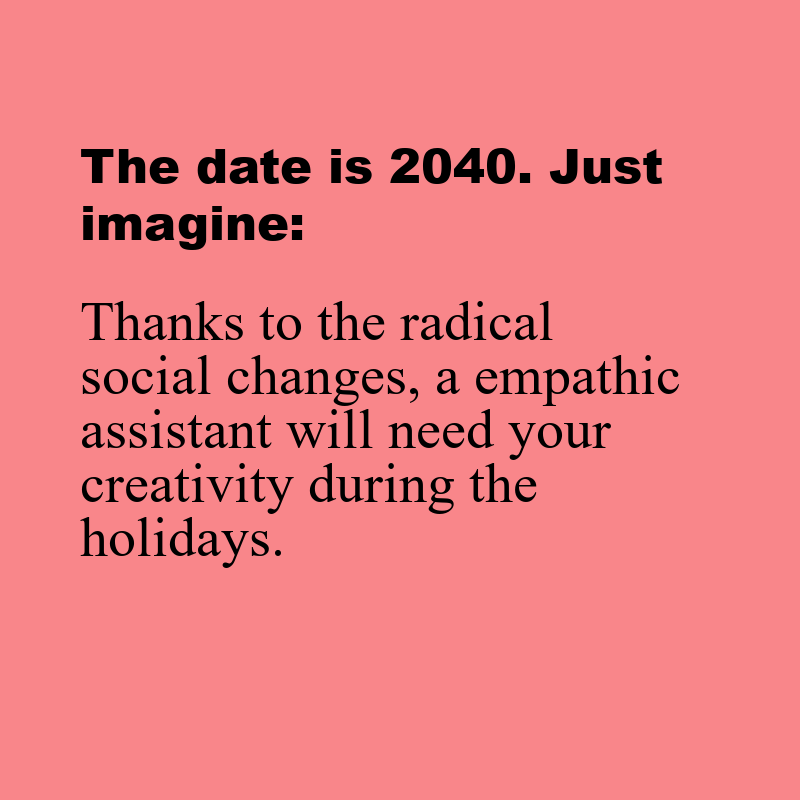 The date is 2040. Just
imagine:
Thanks to the radical
social changes, a empathic
assistant will need your
creativity during the
holidays.